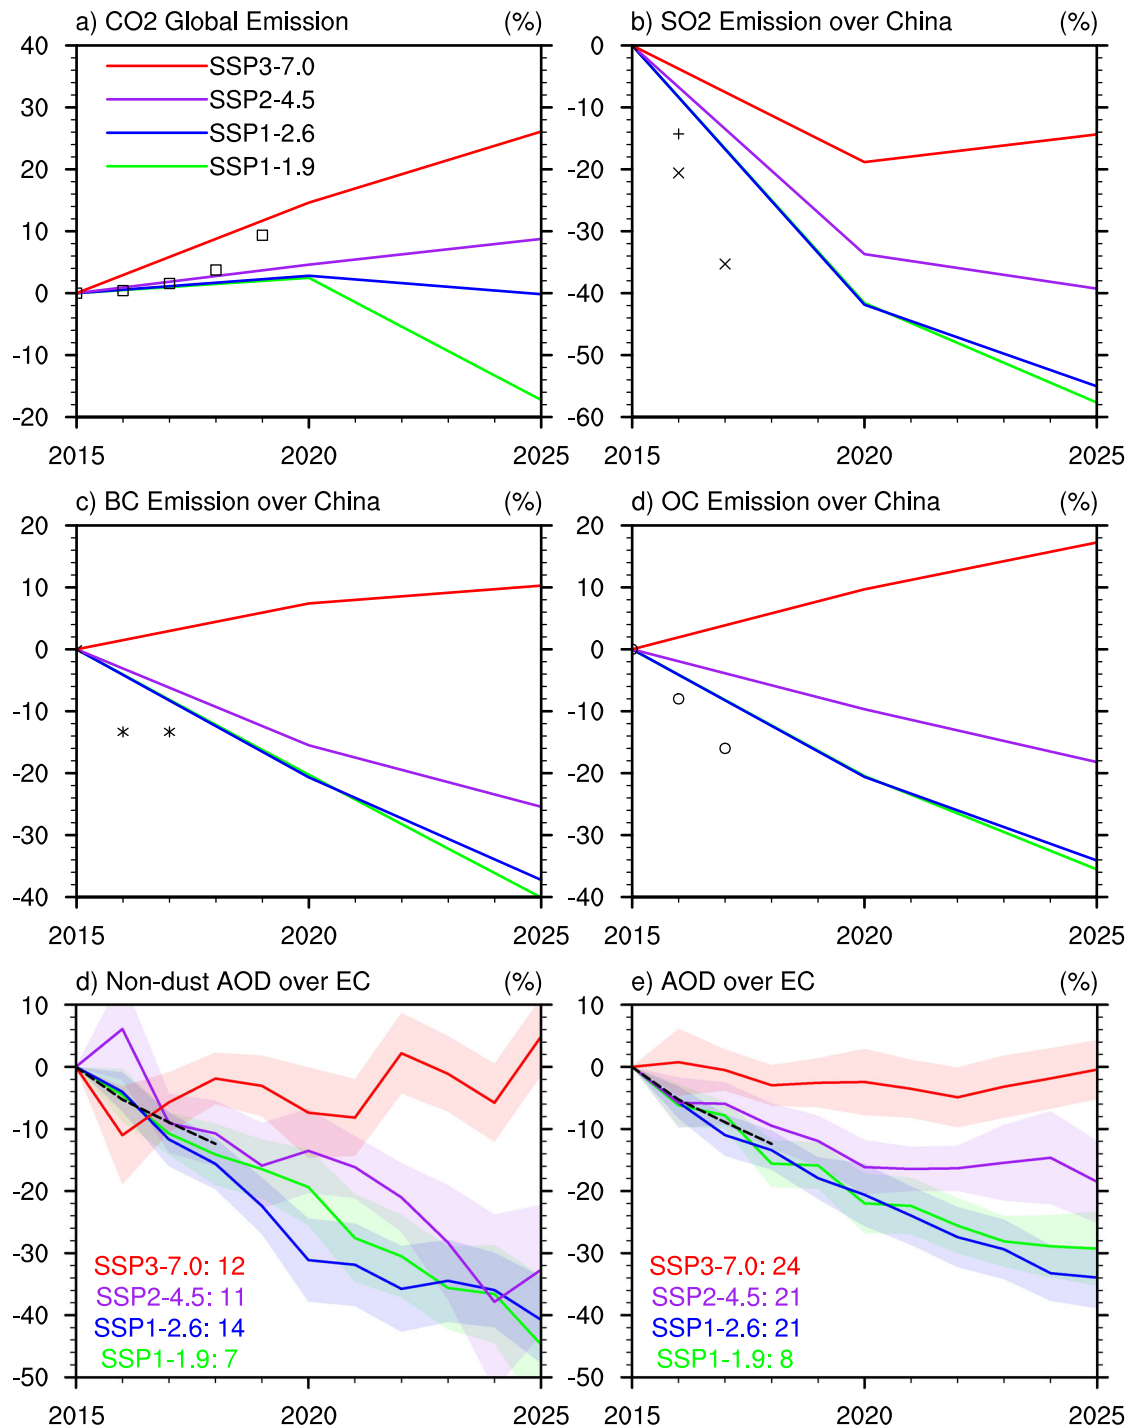 a) CO2 Global Emission (%)
40
30
20
10
0
-10
-20
2015 2020 2025
SSP3-7.0
SSP2-4.5
SSP1-2.6
SSP1-1.9
b) SO2 Emission over China (%)
0
-10
-20
-30
-40
-50
-60
2015 2020 2025
c) BC Emission over China (%)
20
10
0
-10
-20
-30
-40
2015 2020 2025
d) OC Emission over China (%)
20
10
0
-10
-20
-30
-40
2015 2020 2025
d) Non-dust AOD over EC (%)
10
0
-10
-20
-30
-40
-50
2015 2020 2025
SSP3-7.0: 12
SSP2-4.5: 11
SSP1-2.6: 14
SSP1-1.9: 7
e) AOD over EC (%)
10
0
-10
-20
-30
-40
-50
2015 2020 2025
SSP3-7.0: 24
SSP2-4.5: 21
SSP1-2.6: 21
SSP1-1.9: 8